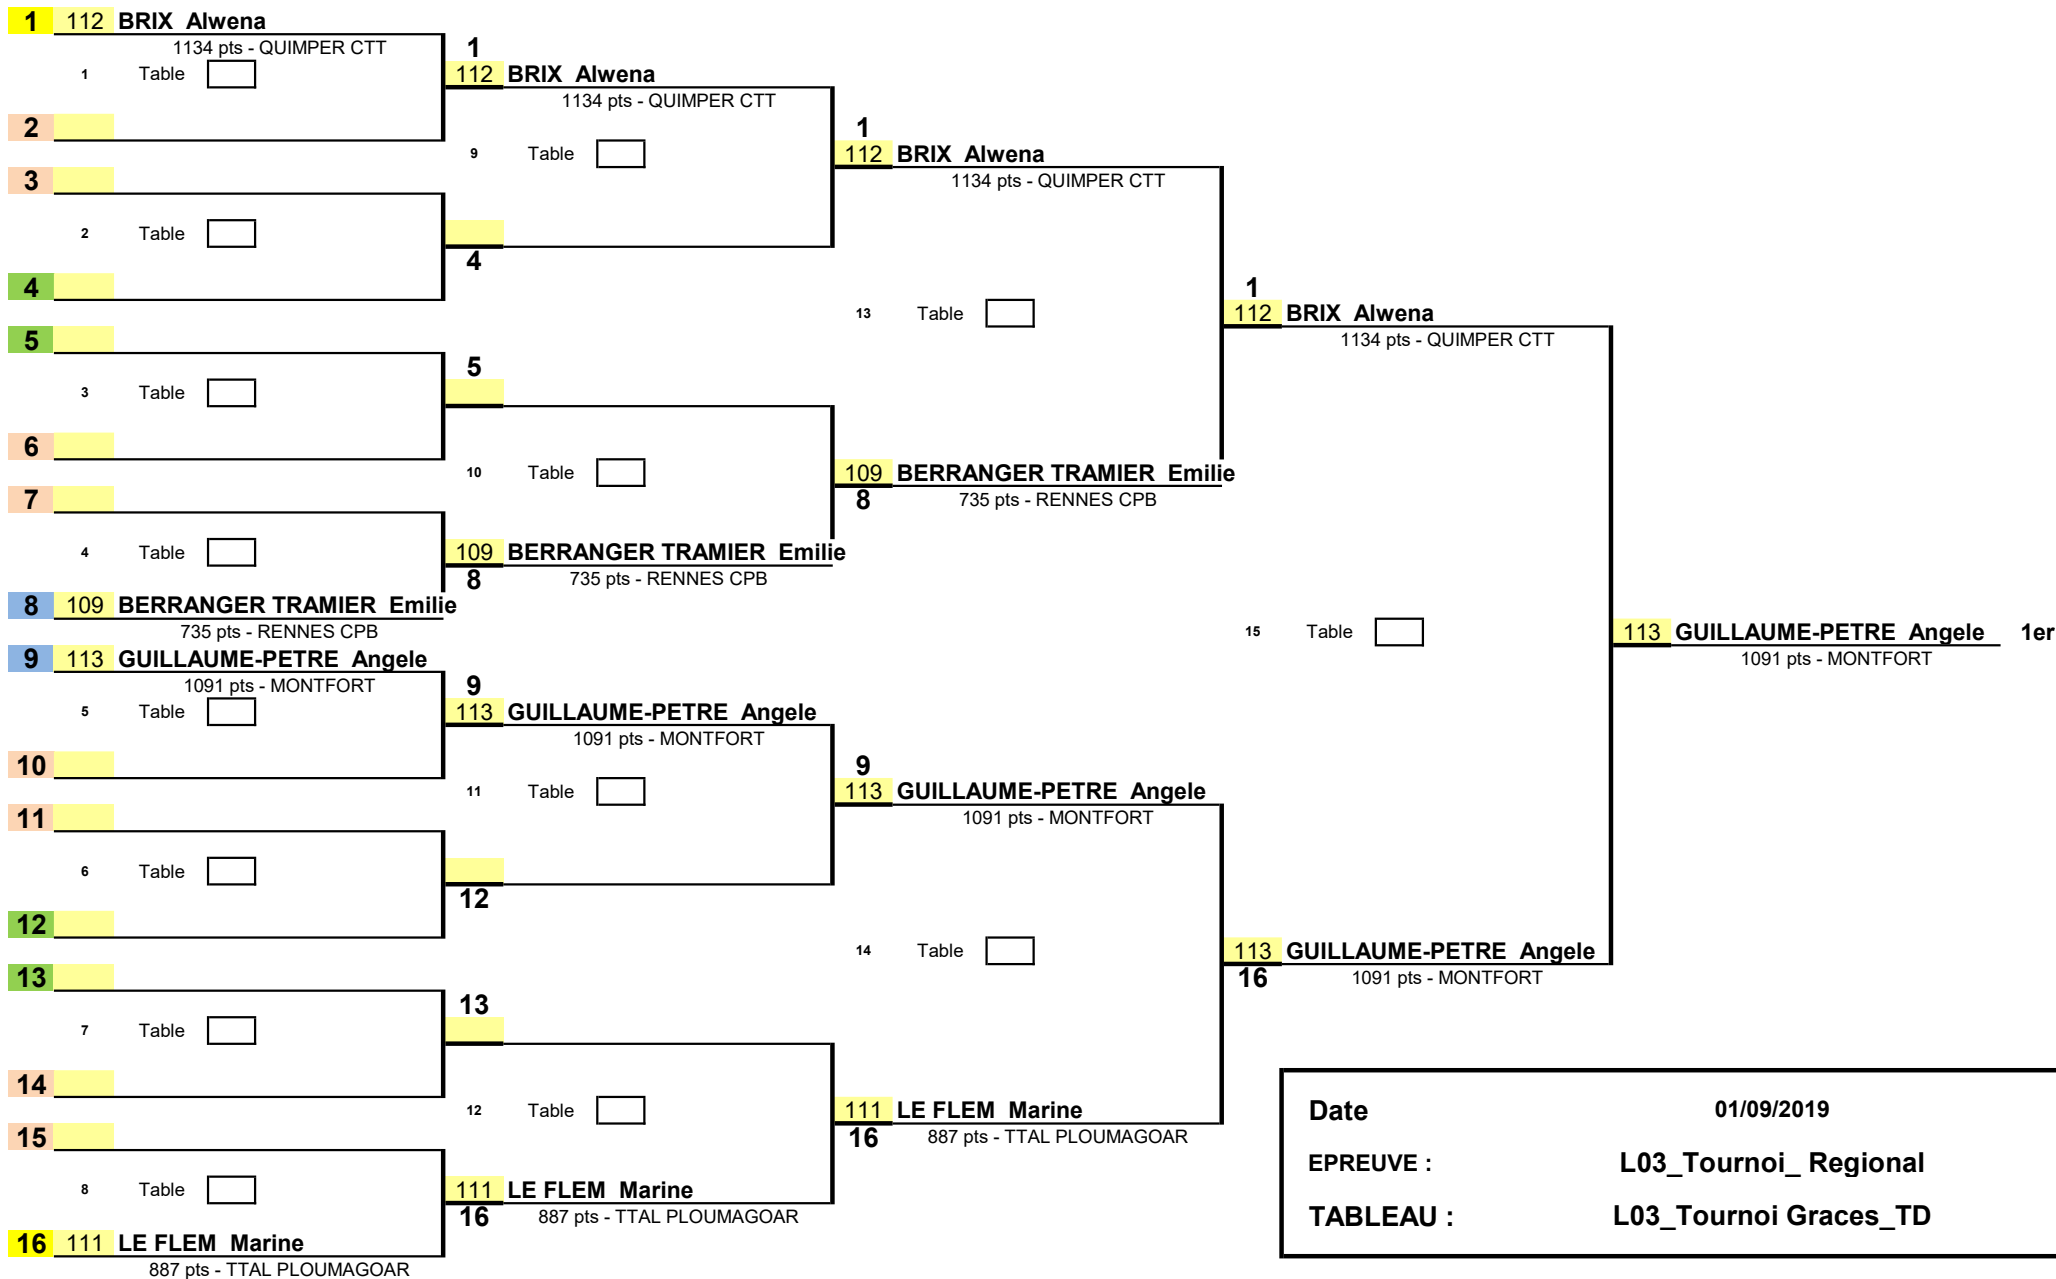 1 112 BRIX Alwena
1134 pts - QUIMPER CTT
1 Table
2
3
2 Table
4
5
3 Table
6
7
4 Table
8 109 BERRANGER TRAMIER Emilie
735 pts - RENNES CPB
9 113 GUILLAUME-PETRE Angele
1091 pts - MONTFORT
5 Table
10
11
6 Table
12
13
7 Table
14
15
8 Table
16 111 LE FLEM Marine
887 pts - TTAL PLOUMAGOAR
1
112 BRIX Alwena
1134 pts - QUIMPER CTT
9 Table
4
5
10 Table
109 BERRANGER TRAMIER Emilie
8 735 pts - RENNES CPB
9
113 GUILLAUME-PETRE Angele
1091 pts - MONTFORT
11 Table
12
13
12 Table
111 LE FLEM Marine
16 887 pts - TTAL PLOUMAGOAR
1
112 BRIX Alwena
1134 pts - QUIMPER CTT
13 Table
109 BERRANGER TRAMIER Emilie
8 735 pts - RENNES CPB
9
113 GUILLAUME-PETRE Angele
1091 pts - MONTFORT
14 Table
111 LE FLEM Marine
16 887 pts - TTAL PLOUMAGOAR
1
112 BRIX Alwena
1134 pts - QUIMPER CTT
15 Table
113 GUILLAUME-PETRE Angele
16 1091 pts - MONTFORT
113 GUILLAUME-PETRE Angele 1er
1091 pts - MONTFORT
Date 01/09/2019
EPREUVE : L03_Tournoi_ Regional
TABLEAU : L03_Tournoi Graces_TD